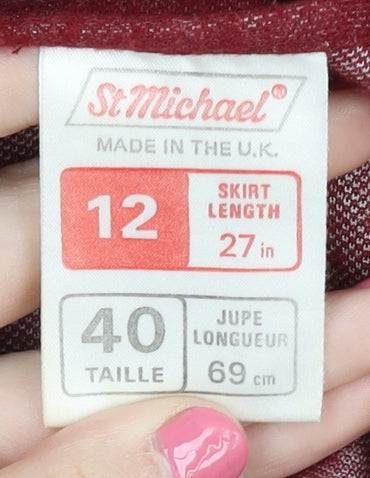 St Michael®
MADE IN THE U.K.
12
SKIRT
LENGTH
27 in
40
TAILLE
JUPE
LONGUEUR
69 cm